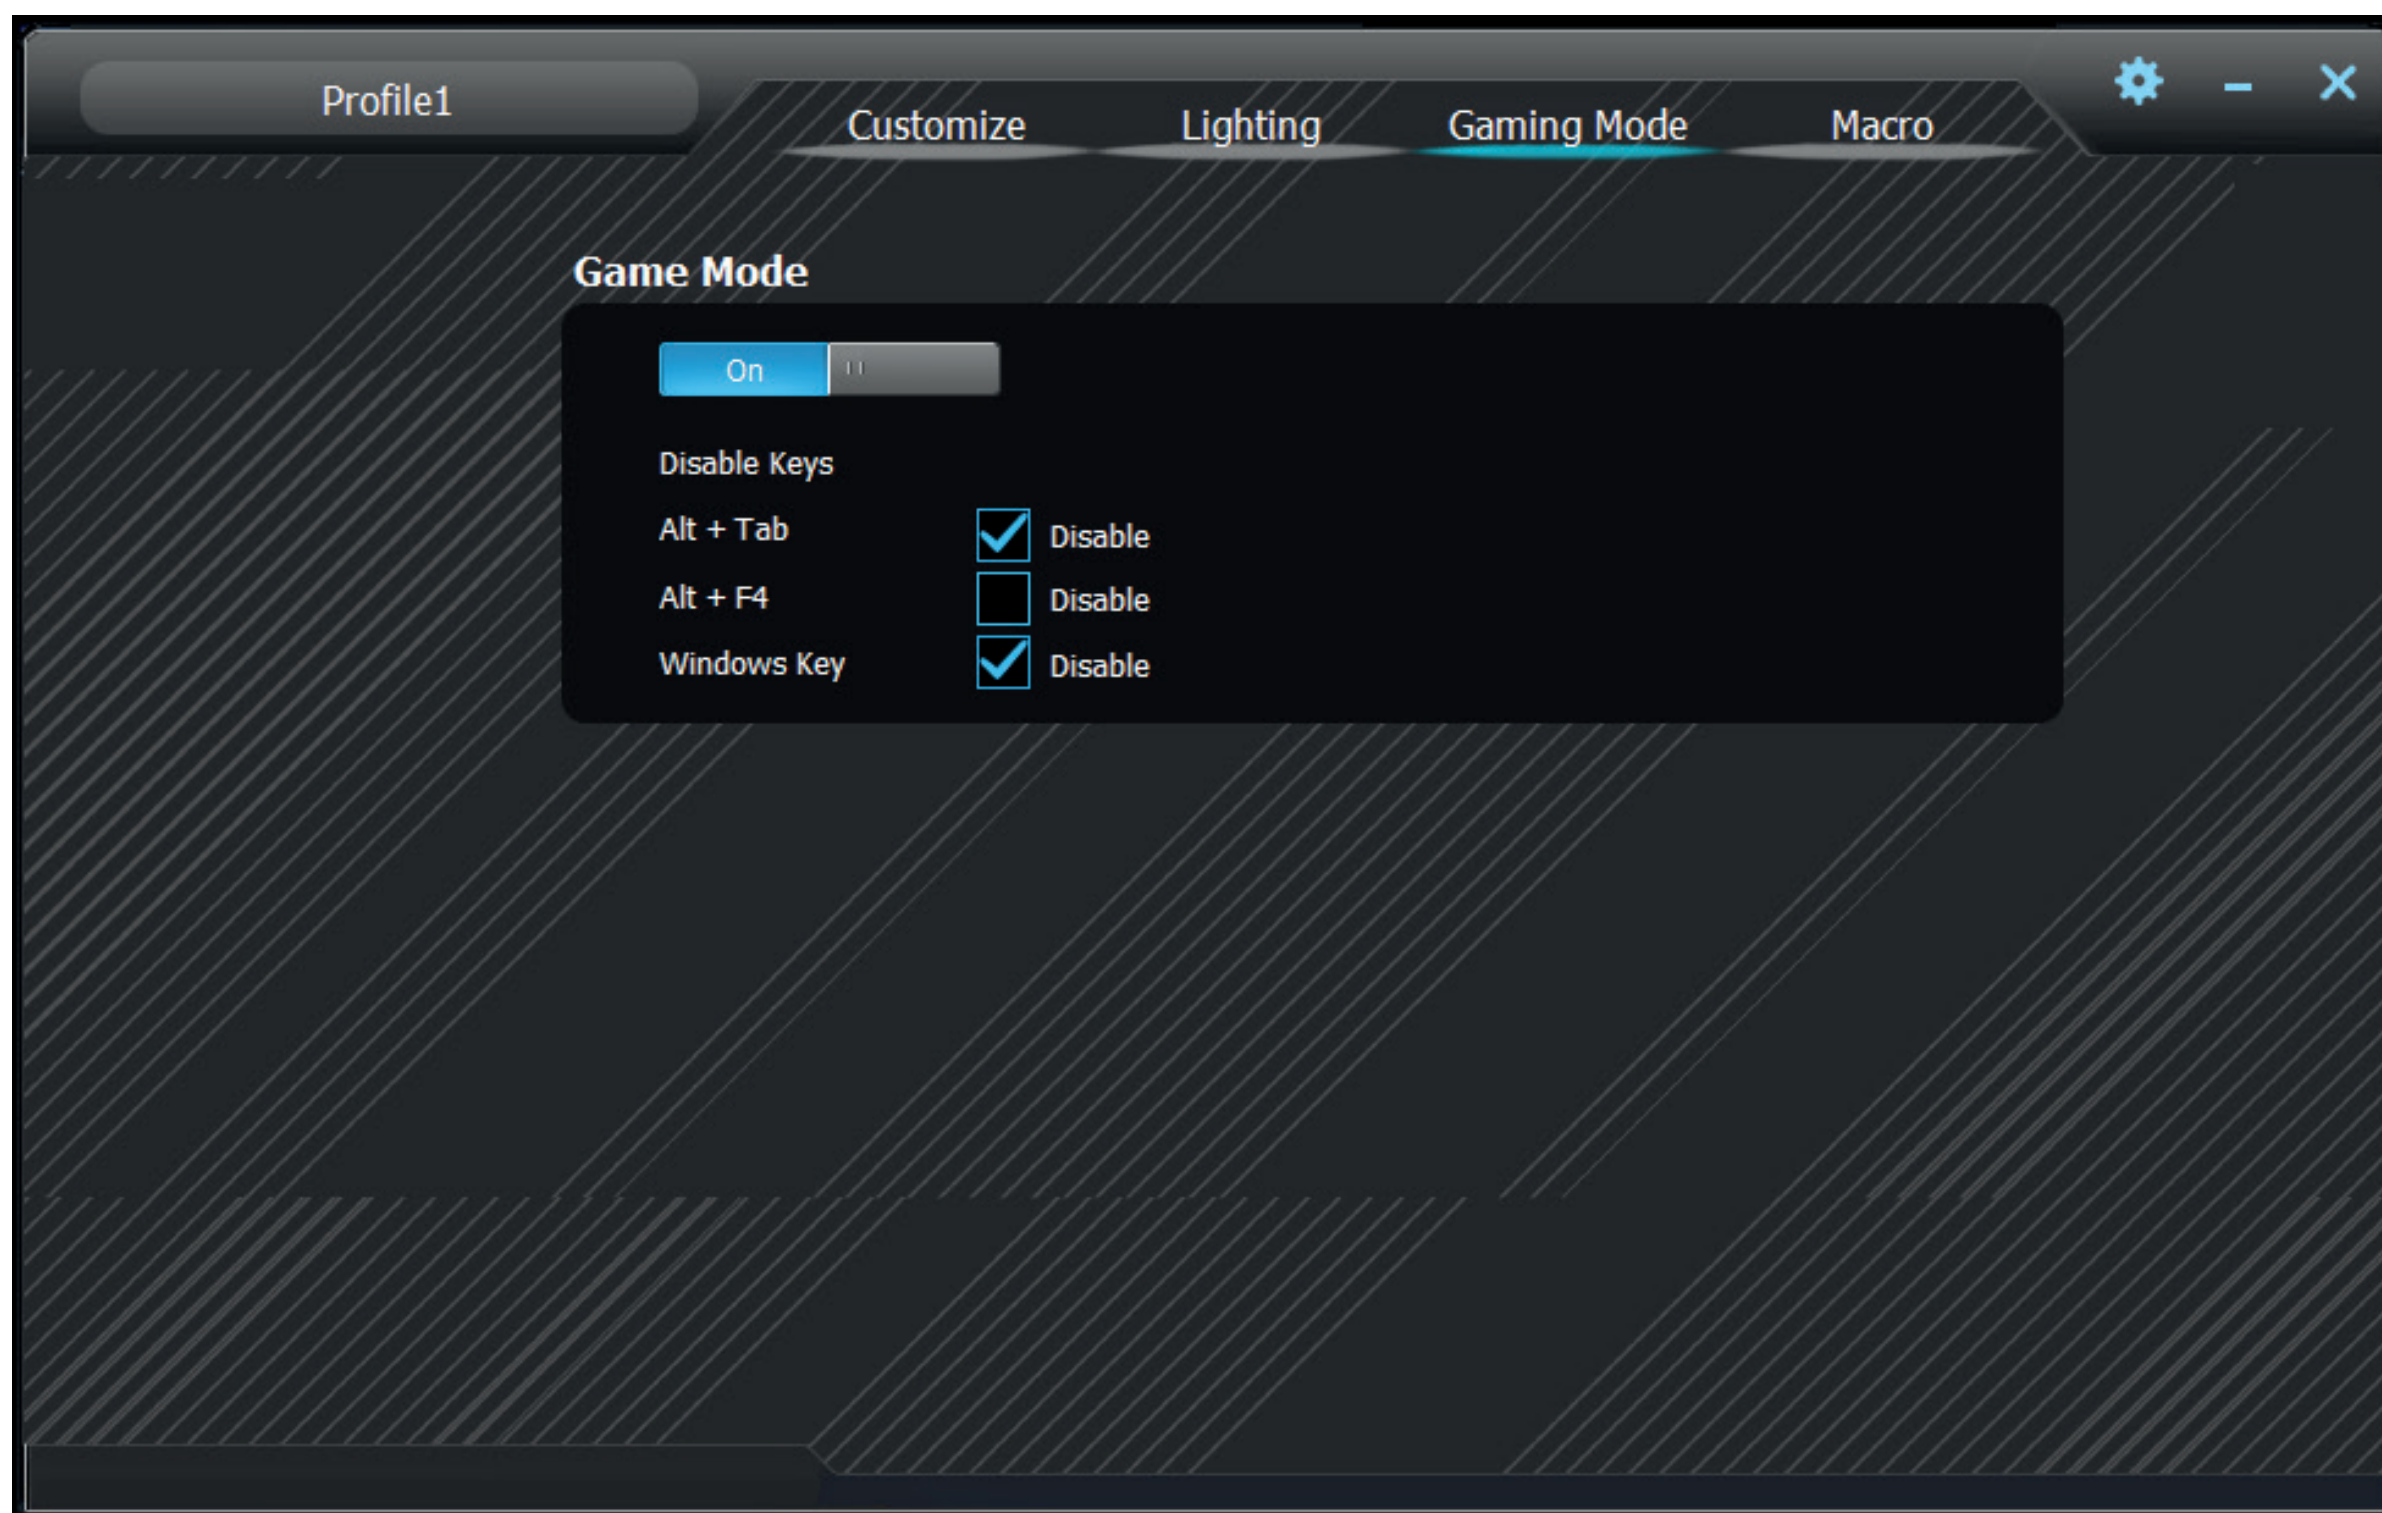 Profile1
Customize Lighting Gaming Mode Macro
Game Mode
On
Disable Keys
Alt + Tab Disable
Alt + F4 Disable
Windows Key Disable